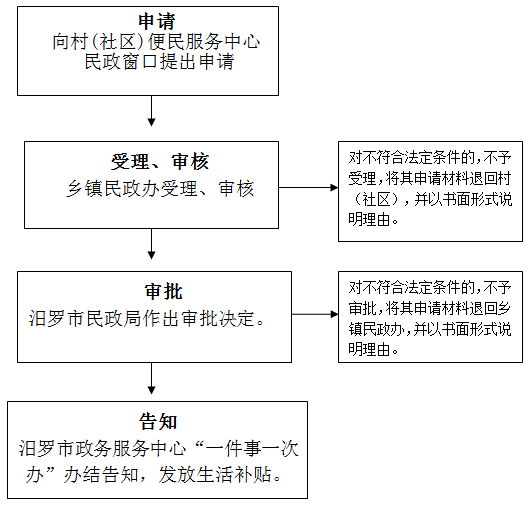 申请
向村(社区)便民服务中心
民政窗口提出申请
受理、审核
乡镇民政办受理、审核
对不符合法定条件的，不予
受理，将其申请材料退回村
（社区），并以书面形式说
明理由。
审批
汨罗市民政局作出审批决定。
对不符合法定条件的，不予
审批，将其申请材料退回乡
镇民政办，并以书面形式说
明理由。
告知
汨罗市政务服务中心“一件事一次
办”办结告知，发放生活补贴。